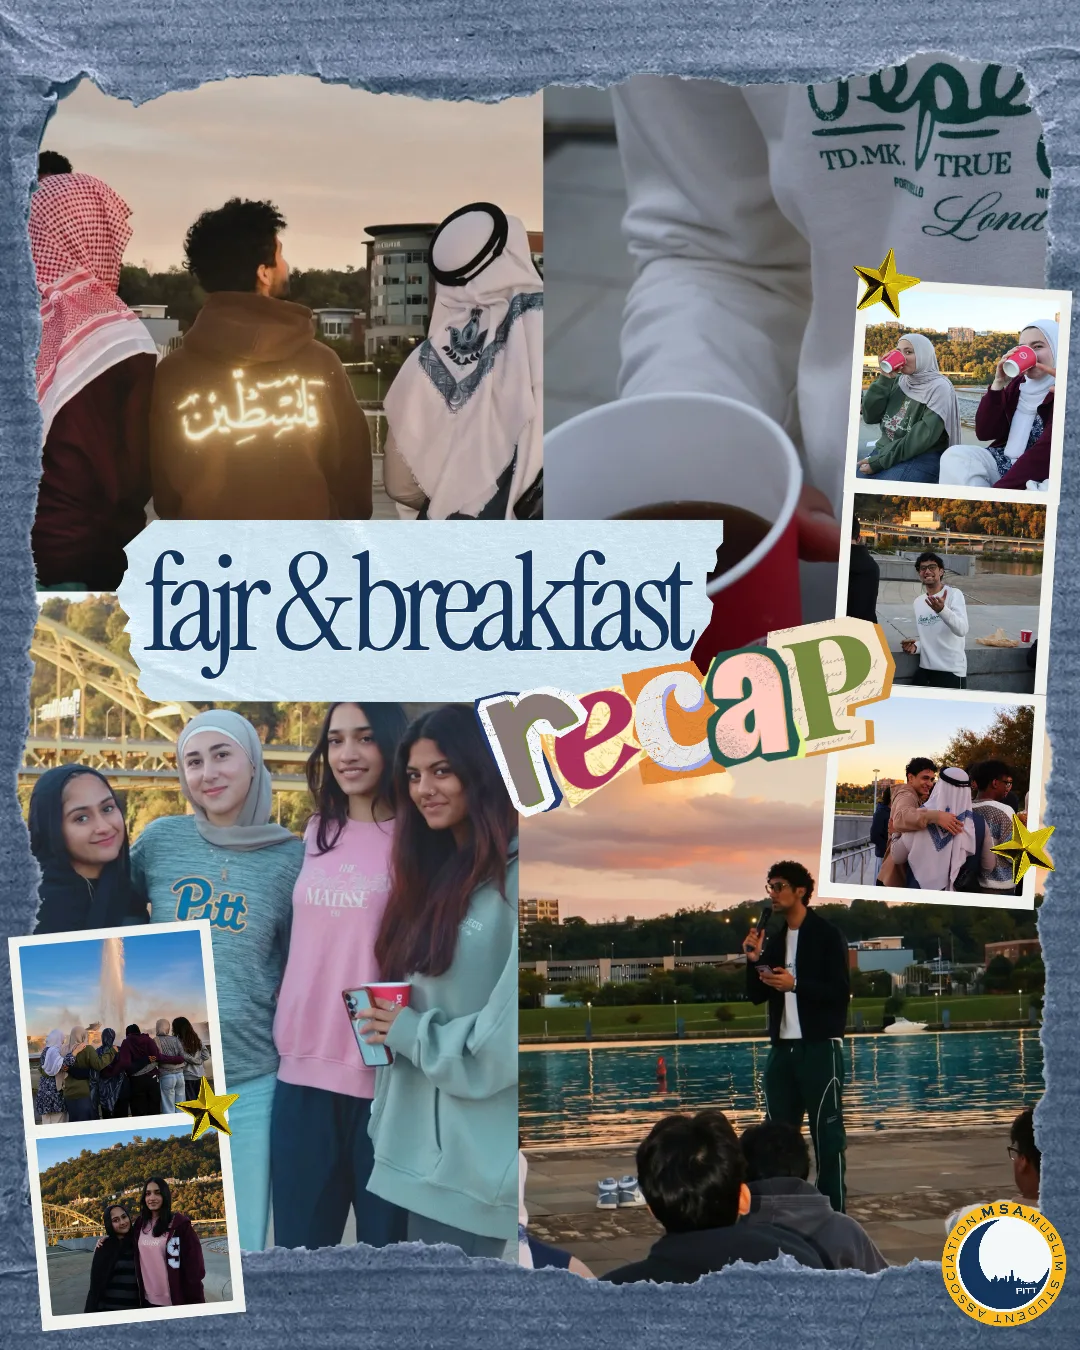 TD.MK.
TRUE
فلسطين
fajr & breakfast
recap
Pitt
MATISSE
ASSOCIATION.MSA.MUSLIM STUDENT
PITT